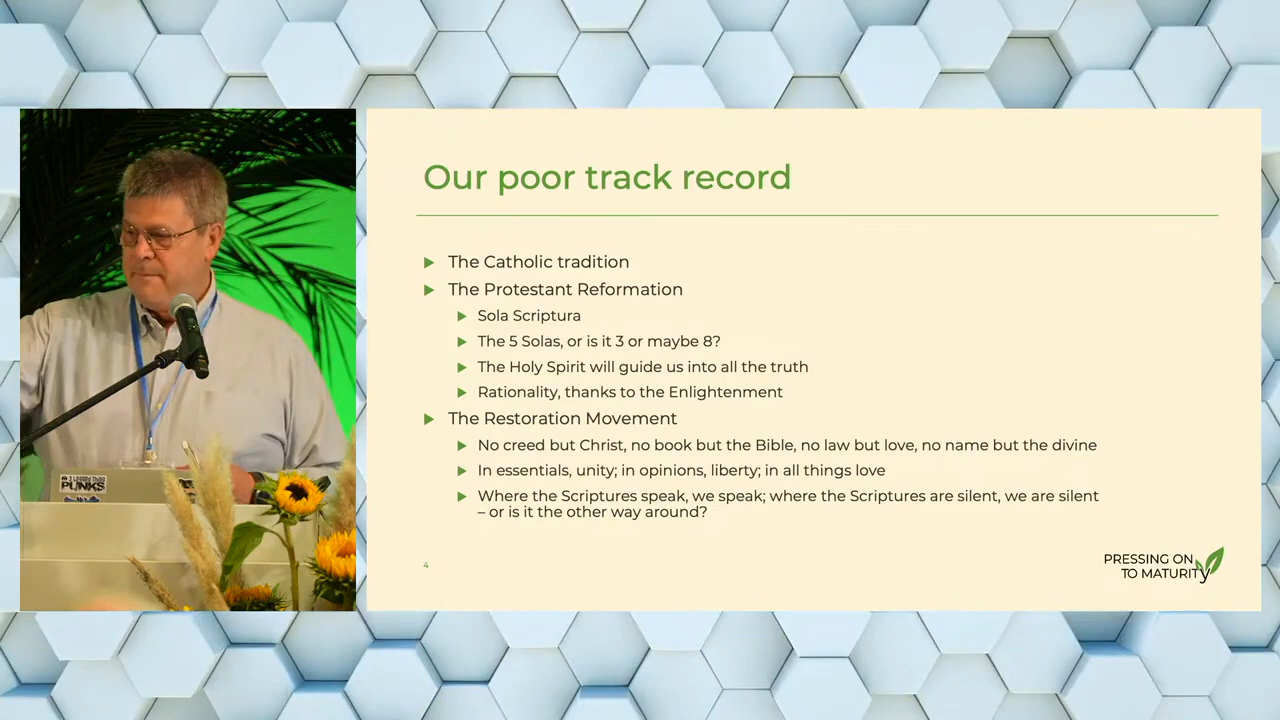 Our poor track record
The Catholic tradition
The Protestant Reformation
Sola Scriptura
The 5 Solas, or is it 3 or maybe 8?
The Holy Spirit will guide us into all the truth
Rationality, thanks to the Enlightenment
The Restoration Movement
No creed but Christ, no book but the Bible, no law but love, no name but the divine
In essentials, unity; in opinions, liberty; in all things love
Where the Scriptures speak, we speak; where the Scriptures are silent, we are silent
– or is it the other way around?
4
PRESSING ON
TO MATURITy
PUNKS